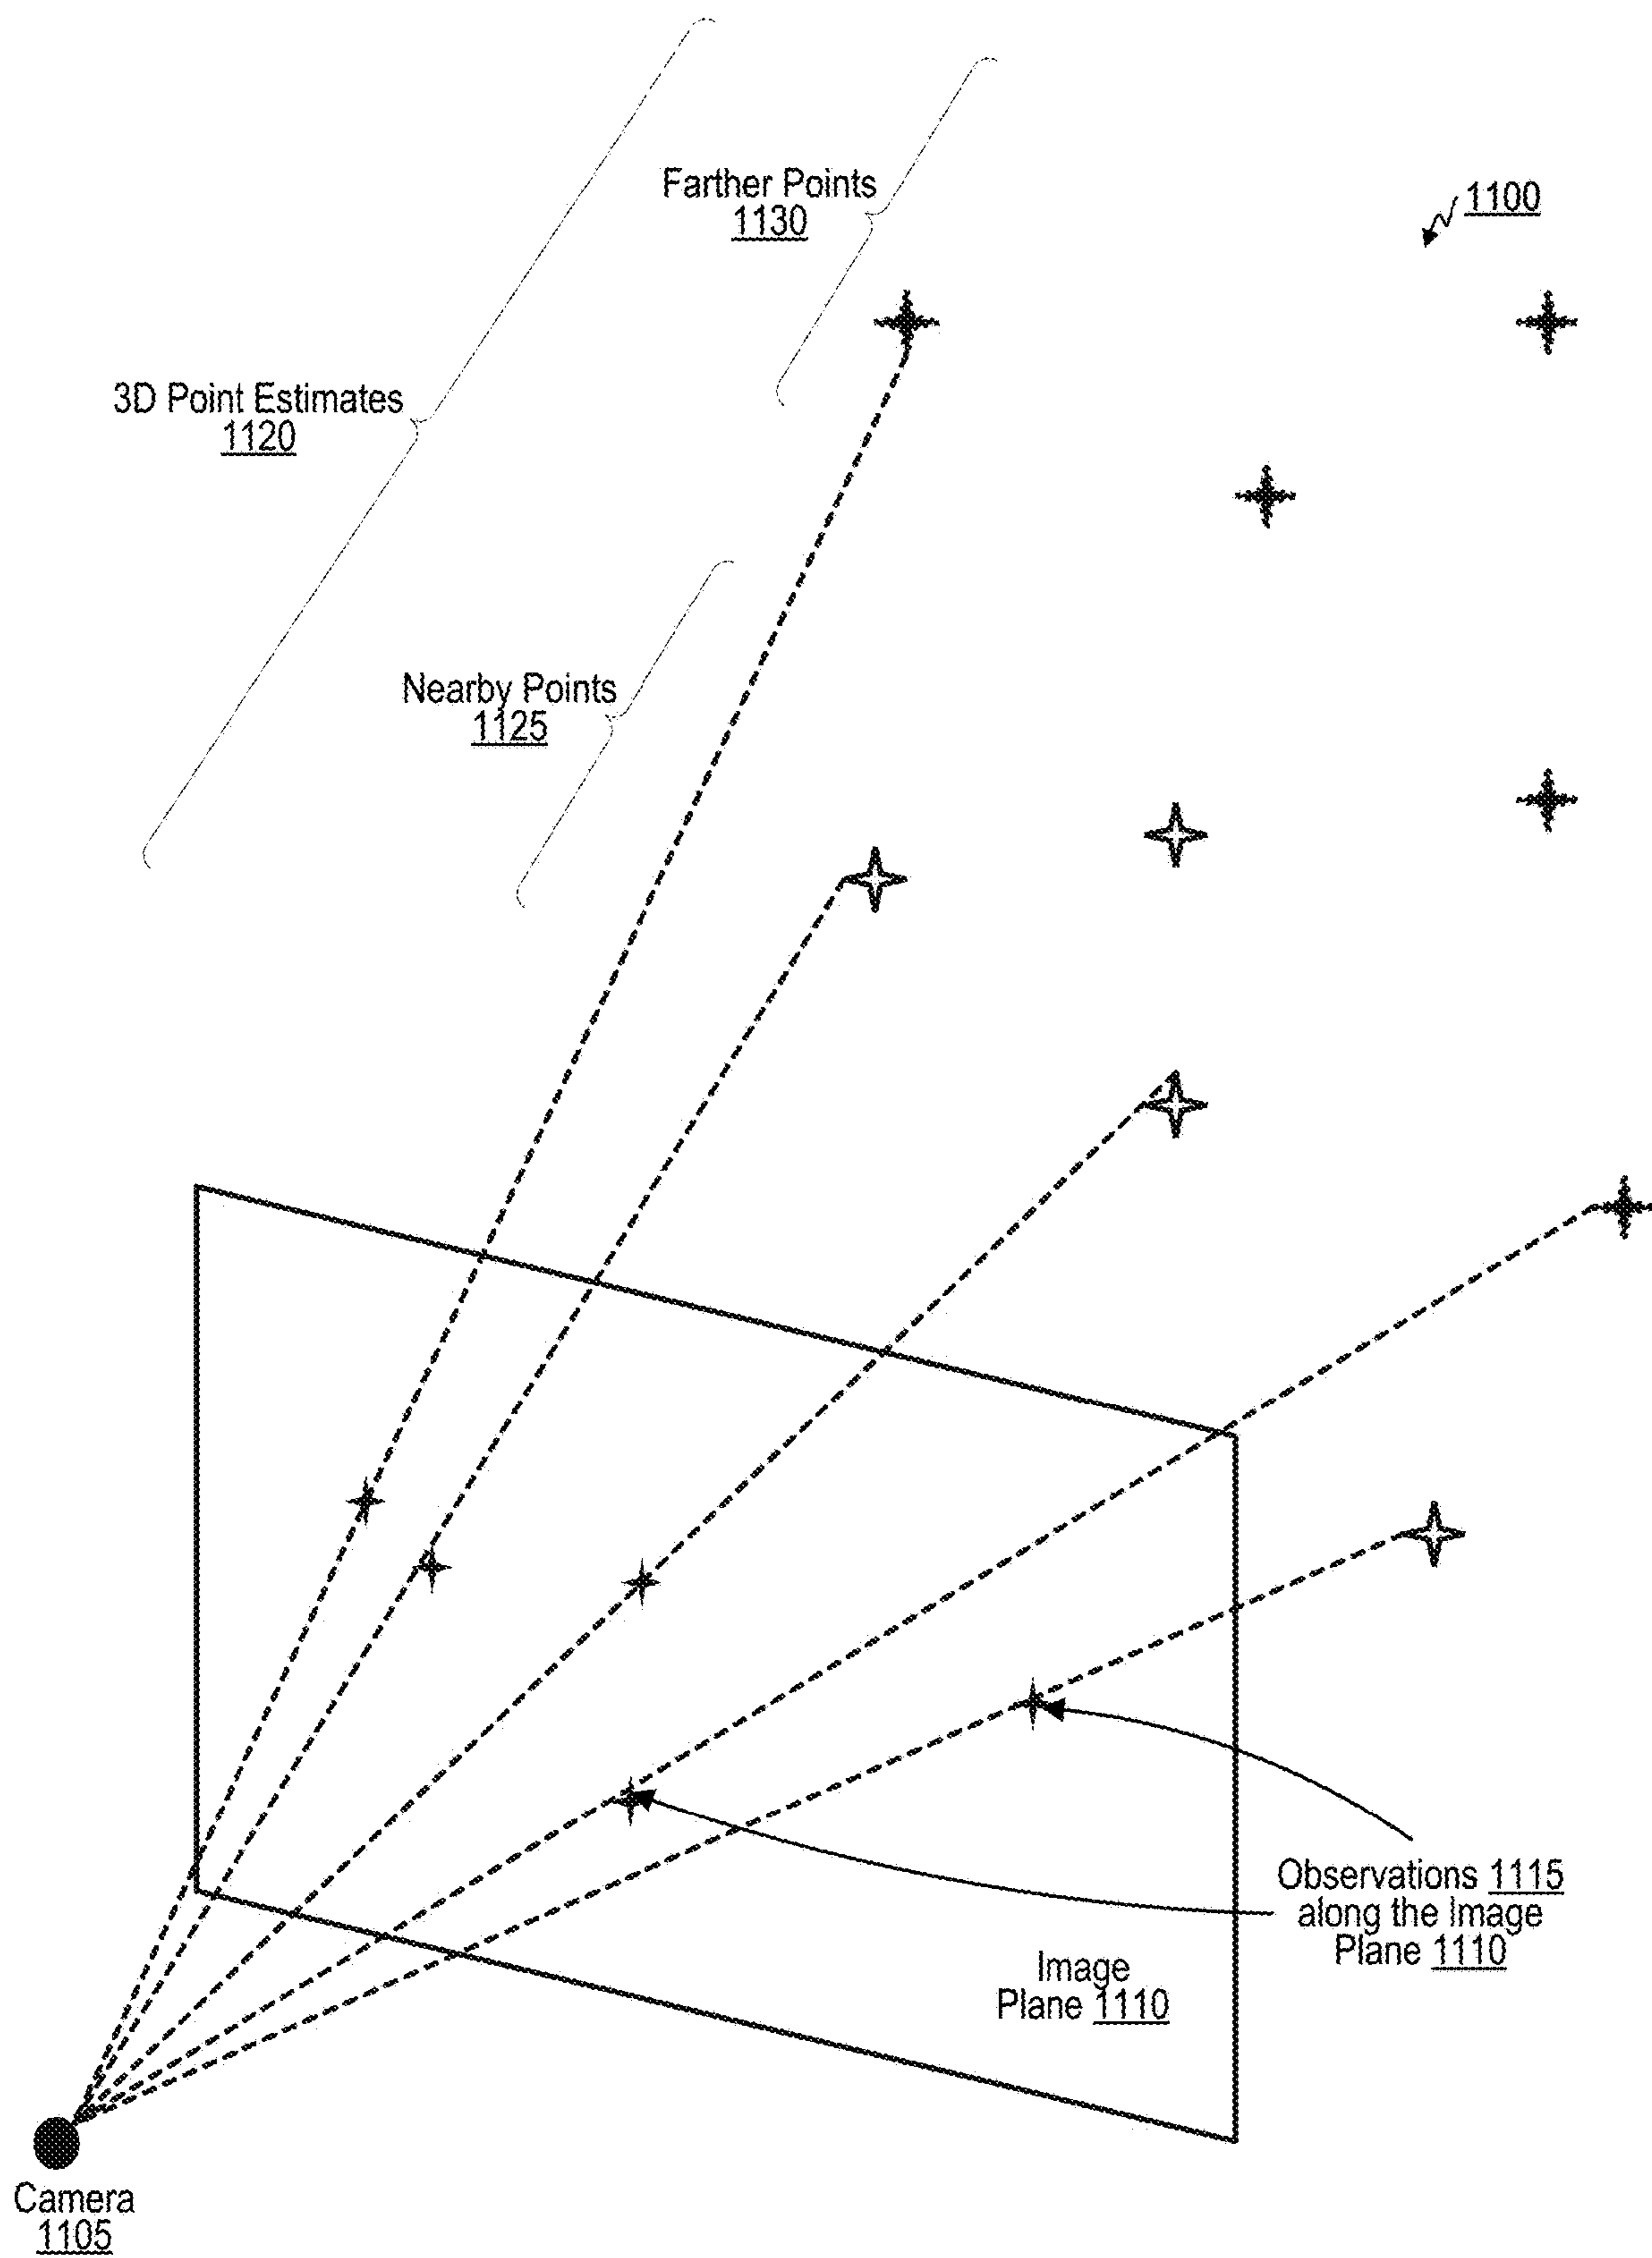 Farther Points
1130
1100
3D Point Estimates
1120
Nearby Points
1125
Observations 1115
along the Image
Plane 1110
Image
Plane 1110
Camera
1105